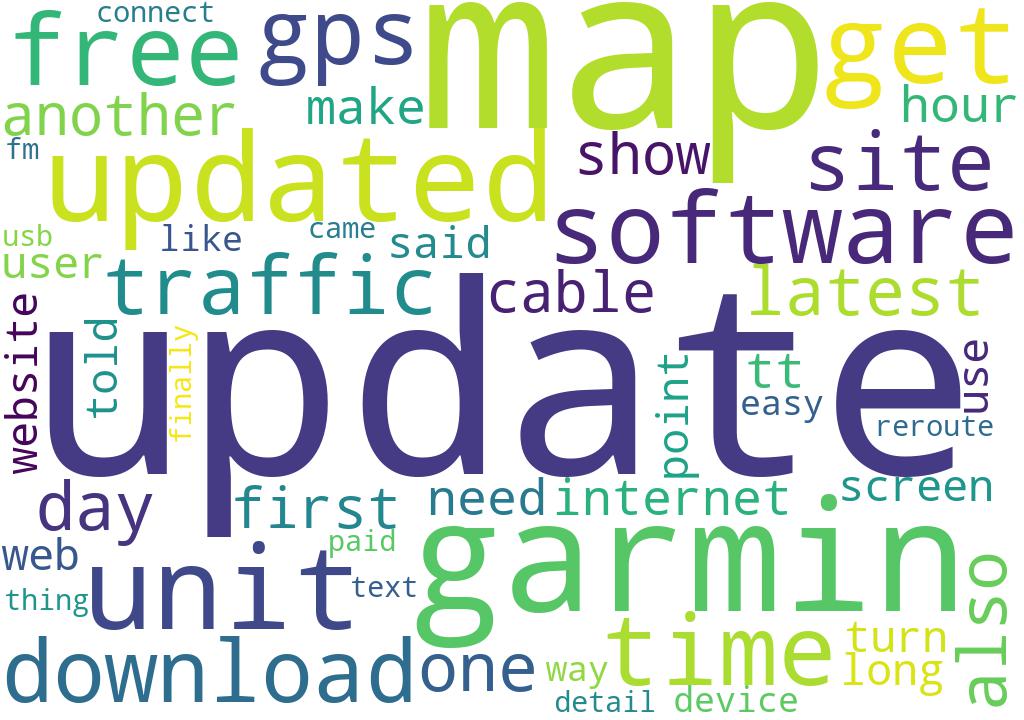 connect
free
gps
map
get
another
make
hour
fm
updated
show
site
software
usb
like
came
said
user
traffic
cable
latest
website
told
finally
update
point
tt
easy
use
reroute
day
first
need
internet
screen
web
unit
paid
text
garmin
also
thing
download
one
time
turn
way
long
detail
device